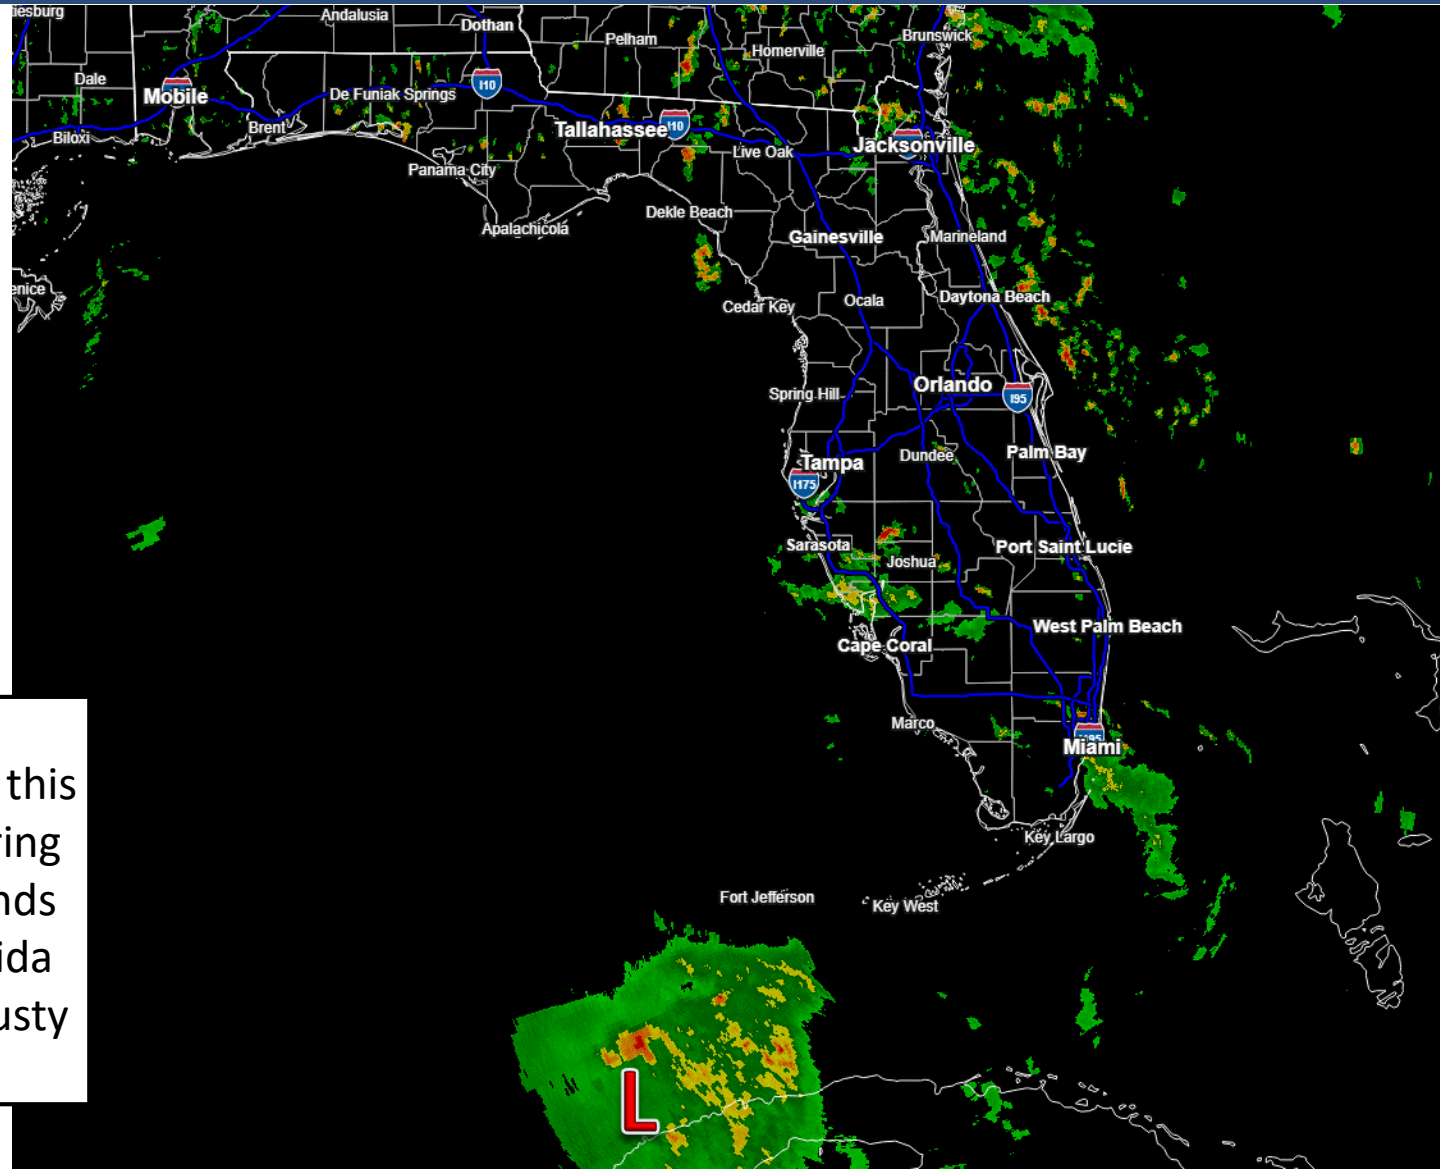 iesburg
Andalusia
Dothan
Pelham
Homerville
Brunswick
Dale
I10
De Funiak Springs
Mobile
Brent
Biloxi
Tallahassee
I10
Live Oak
Jacksonville
Panama City
Dekle Beach
Apalachicola
Gainesville
Marineland
enice
Cedar Key
Ocala
Daytona Beach
Spring Hill
Orlando
I95
Tampa
Dundee
Palm Bay
I175
Sarasota
Joshua
Port Saint Lucie
West Palm Beach
Cape Coral
Marco
Miami
this
ring
nds
ida
usty
Key Largo
Fort Jefferson
Key West
L